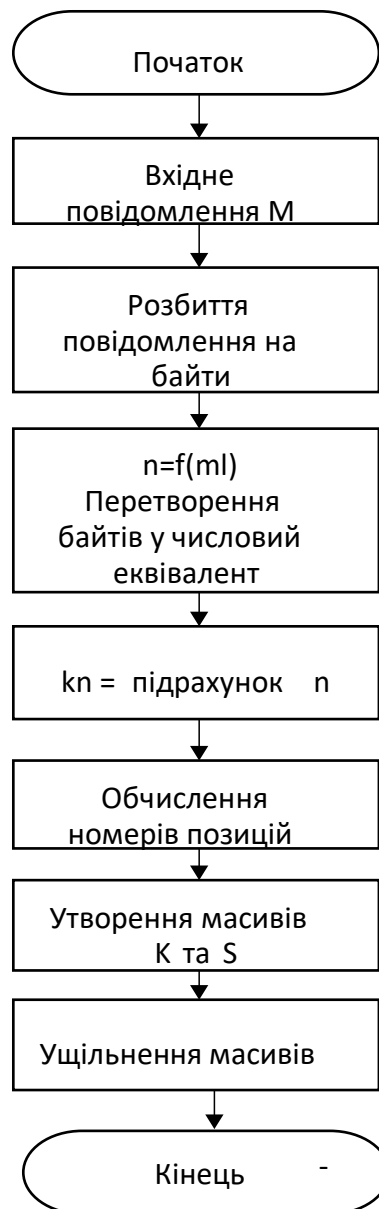 Початок
Вхідне
повідомлення М
Розбиття
повідомлення на
байти
n=f(ml)
Перетворення
байтів у числовий
еквівалент
kn = підрахунок n
Обчислення
номерів позицій
Утворення масивів
K та S
Ущільнення масивів
Кінець -